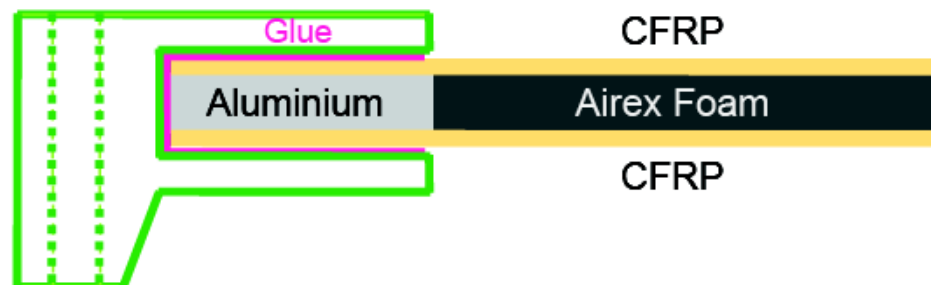 Glue
CFRP
Aluminium
Airex Foam
CFRP